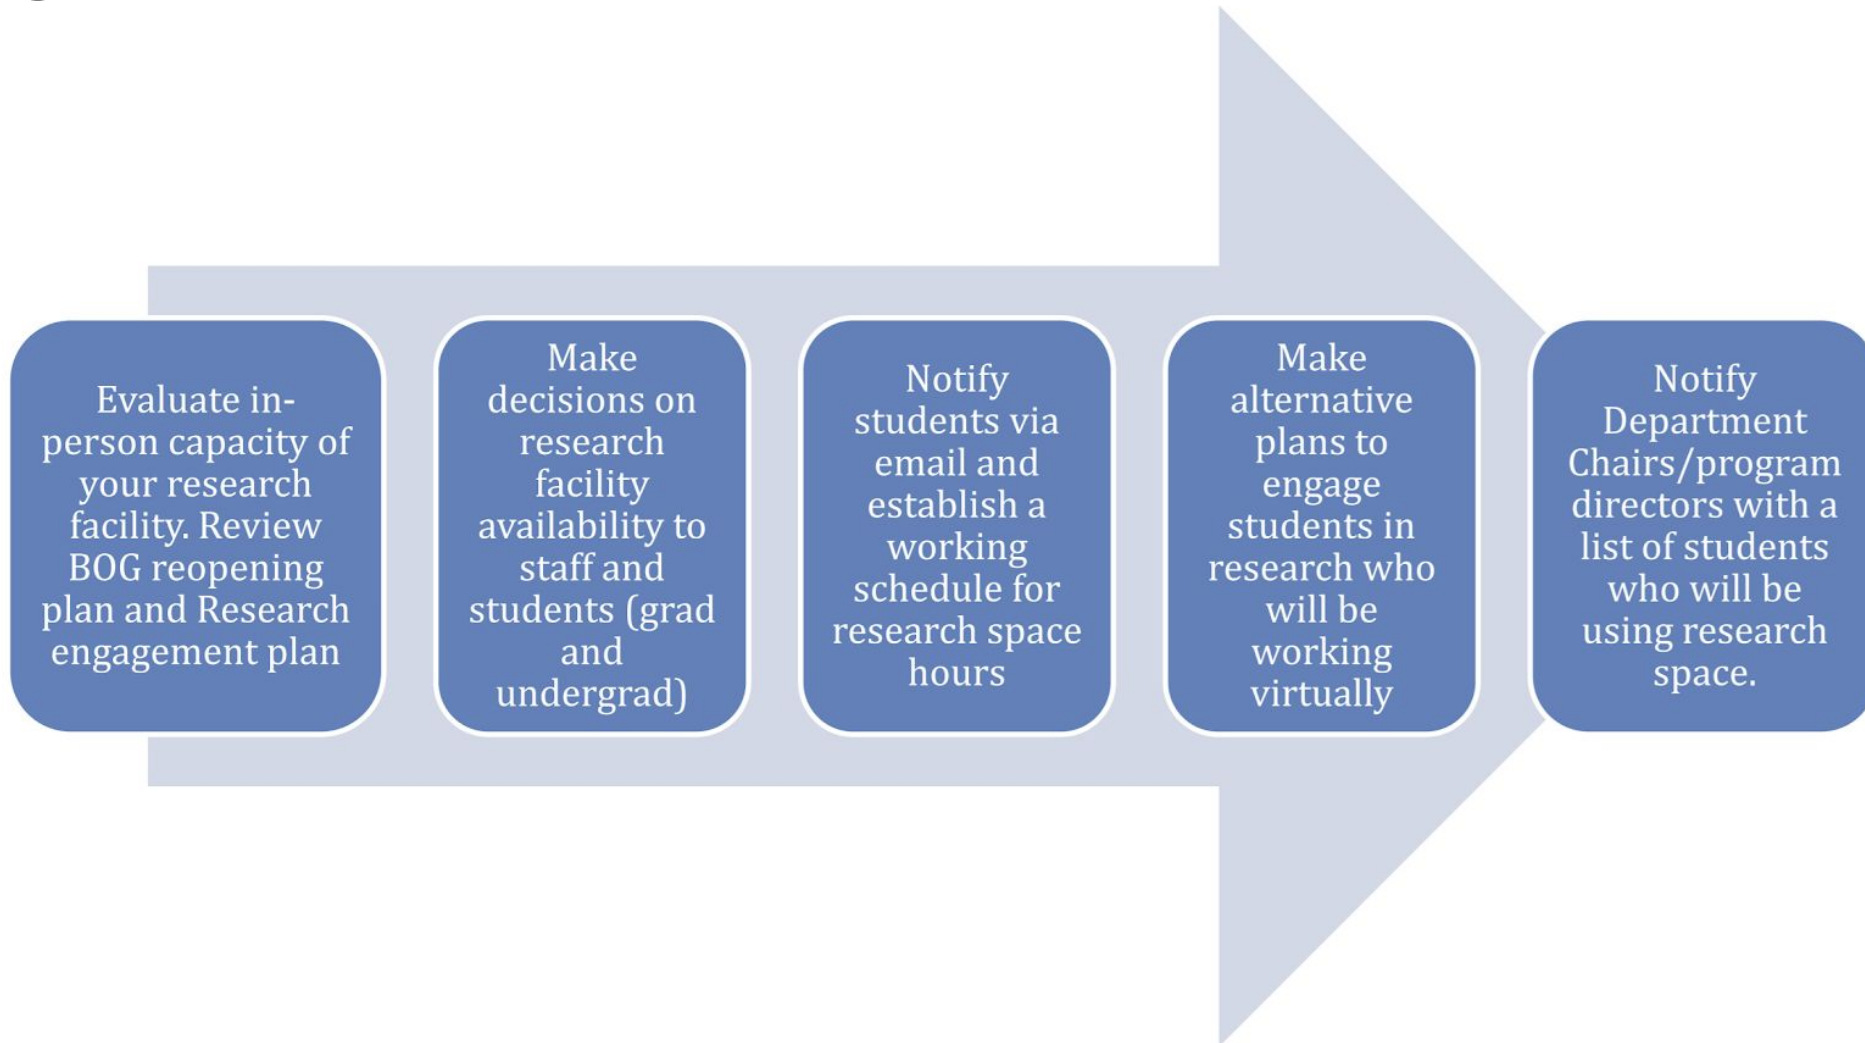 Evaluate in-
person capacity of
your research
facility. Review
BOG reopening
plan and Research
engagement plan
Make
decisions on
research
facility
availability to
staff and
students (grad
and
undergrad)
Notify
students via
email and
establish a
working
schedule for
research space
hours
Make
alternative
plans to
engage
students in
research who
will be
working
virtually
Notify
Department
Chairs/program
directors with a
list of students
who will be
using research
space.